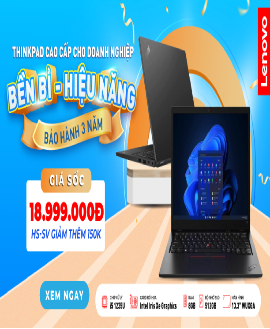 Lenovo
THINKPAD CAO CẤP CHO DOANH NGHIỆP
BỀN BỈ - HIỆU NĂNG
BẢO HÀNH 3 NĂM
GIÁ SỐC
18.999.000Đ
HS-SV GIẢM THÊM 150K
XEM NGAY
i5 1235U
Intel Iris Xe Graphics
8GB
512GB
13.3" WUXGA